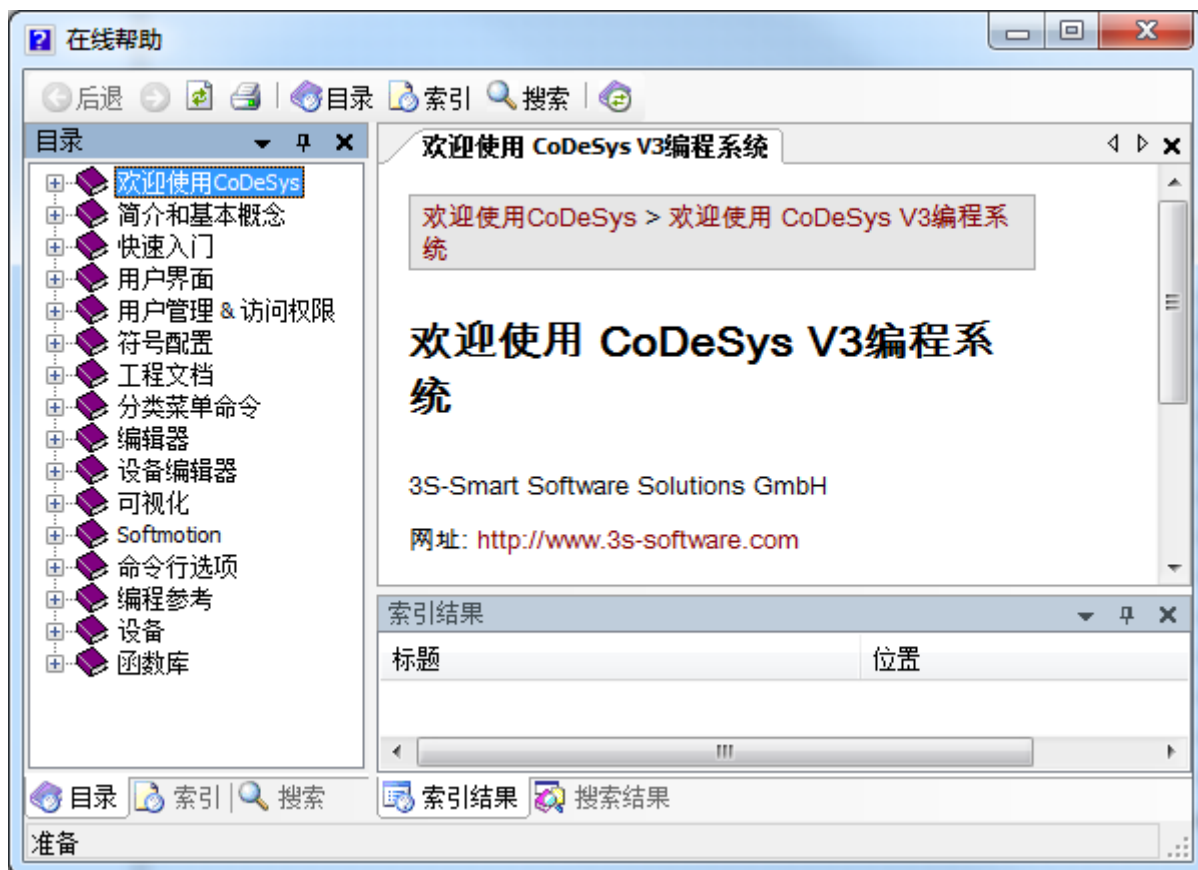 在线帮助
后退 目录 索引 搜索
目录
欢迎使用CoDeSys
简介和基本概念
快速入门
用户界面
用户管理 & 访问权限
符号配置
工程文档
分类菜单命令
编辑器
设备编辑器
可视化
Softmotion
命令行选项
编程参考
设备
函数库
目录 索引 搜索
欢迎使用 CoDeSys V3编程系统
欢迎使用CoDeSys > 欢迎使用 CoDeSys V3编程系
统
欢迎使用 CoDeSys V3编程系
统
3S-Smart Software Solutions GmbH
网址: http://www.3s-software.com
索引结果
标题 位置
索引结果 搜索结果
准备